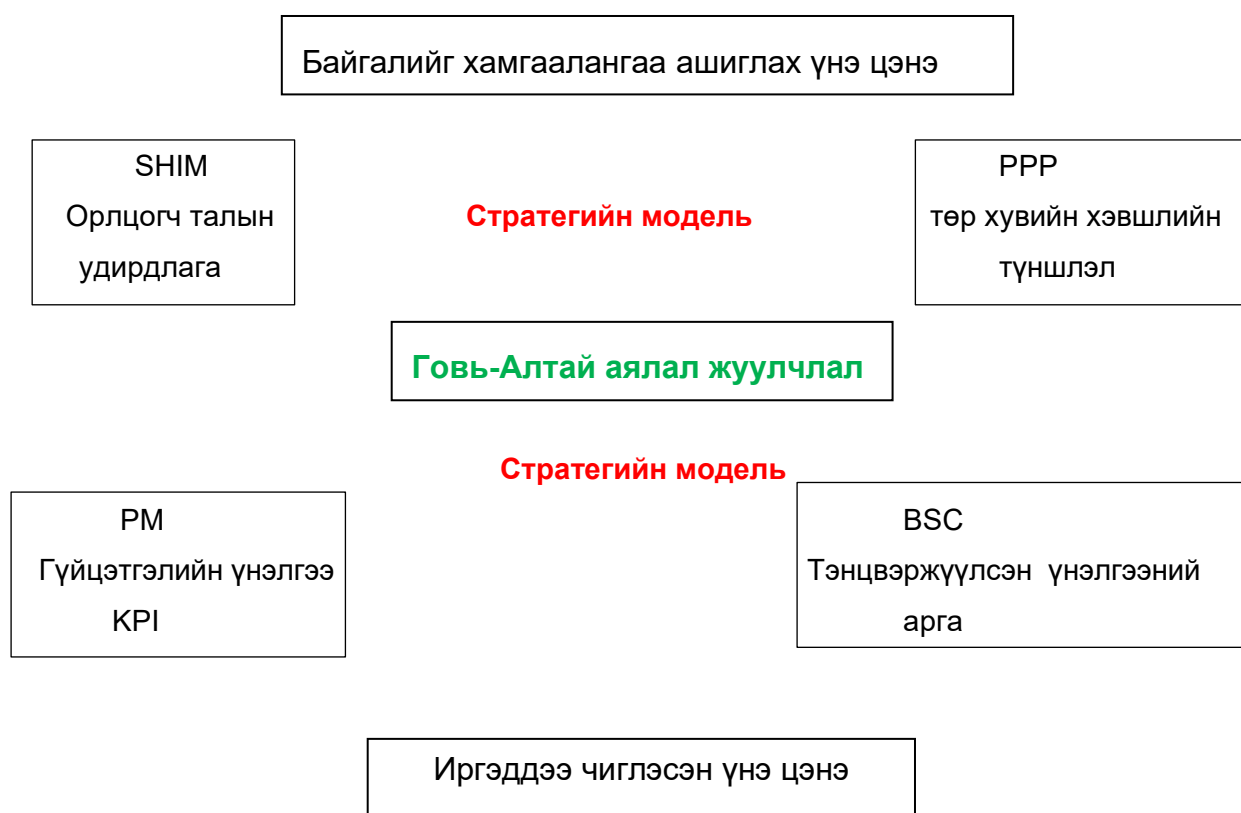 Байгалийг хамгаалангаа ашиглах үнэ цэнэ
SHIM
Орлцогч талын
удирдлага
Стратегийн модель
PPP
төр хувийн хэвшлийн
түншлэл
Говь-Алтай аялал жуулчлал
Стратегийн модель
PM
Гүйцэтгэлийн үнэлгээ
KPI
BSC
Тэнцвэржүүлсэн үнэлгээний
арга
Иргэддээ чиглэсэн үнэ цэнэ